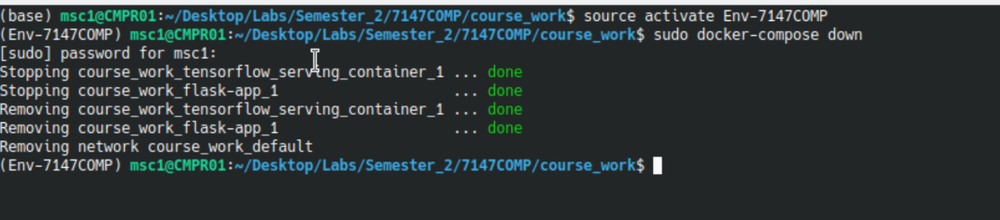 (base) msc1@CMPR01:~/Desktop/Labs/Semester_2/7147COMP/course_work$ source activate Env-7147COMP
(Env-7147COMP) msc1@CMPR01:~/Desktop/Labs/Semester_2/7147COMP/course_work$ sudo docker-compose down
[sudo] password for msc1:
Stopping course_work_tensorflow_serving_container_1 ... done
Stopping course_work_flask-app_1                    ... done
Removing course_work_tensorflow_serving_container_1 ... done
Removing course_work_flask-app_1                    ... done
Removing network course_work_default
(Env-7147COMP) msc1@CMPR01:~/Desktop/Labs/Semester_2/7147COMP/course_work$